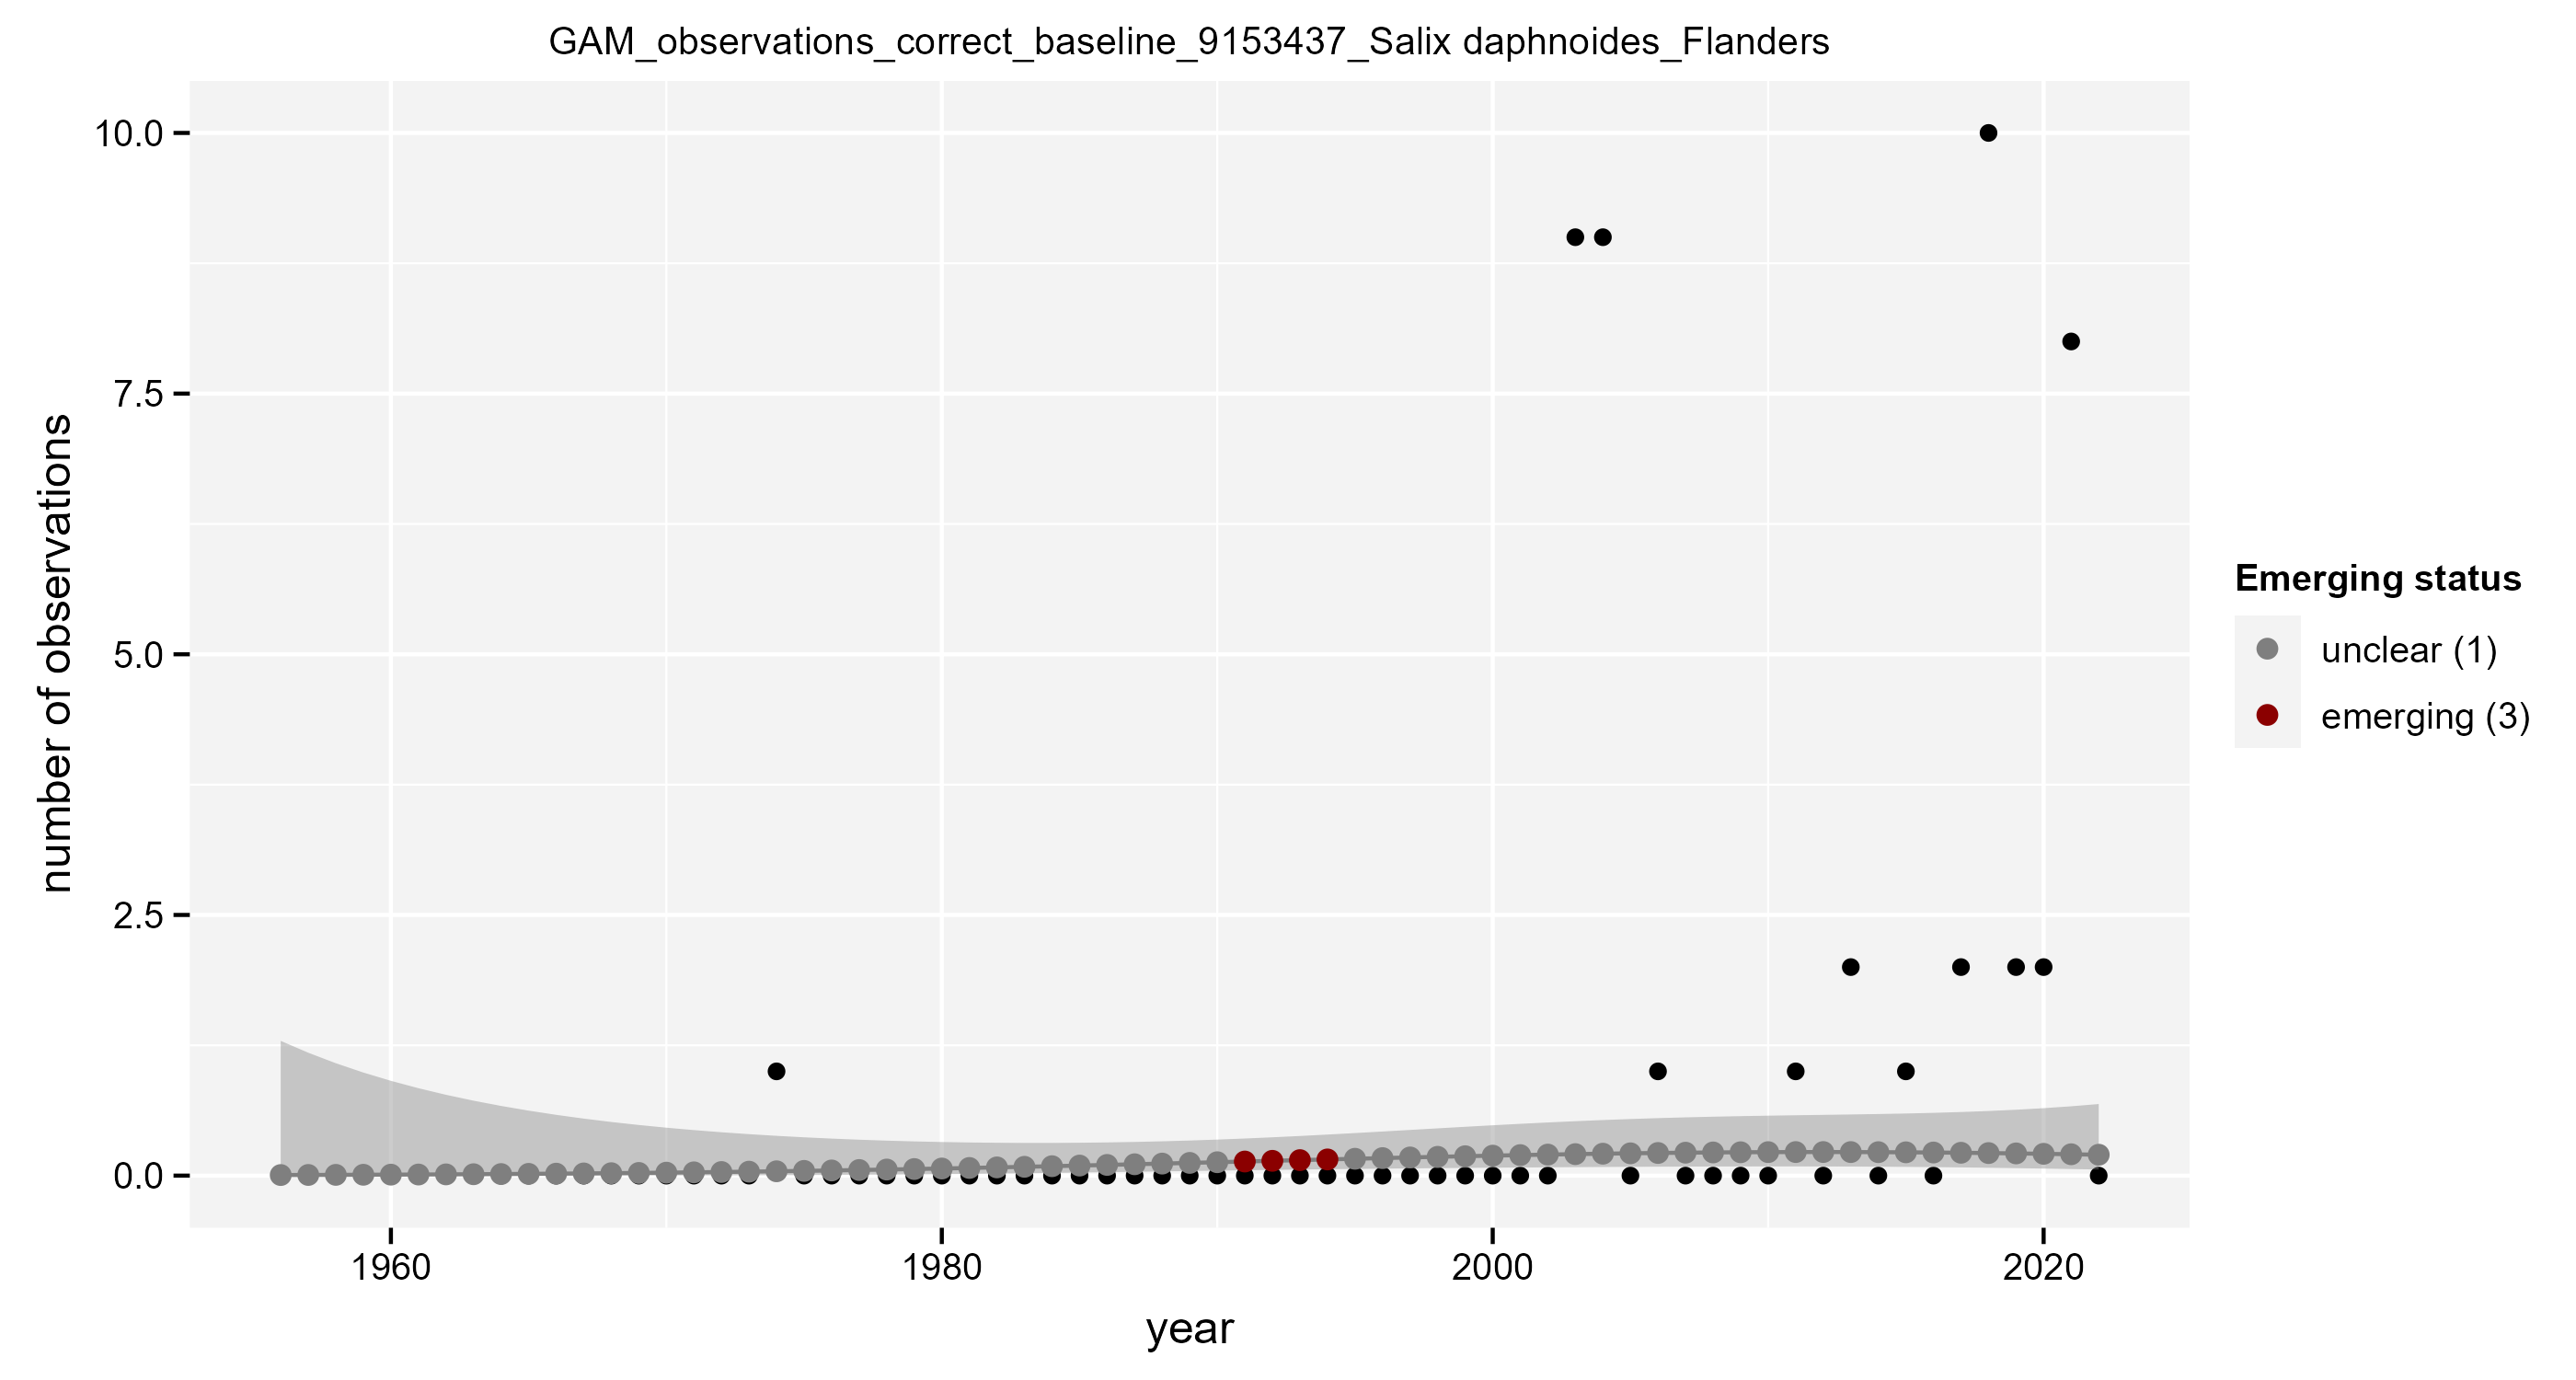 GAM_observations_correct_baseline_9153437_Salix daphnoides_Flanders
10.0
7.5
5.0
2.5
0.0
number of observations
1960
1980
2000
2020
year
Emerging status
unclear (1)
emerging (3)